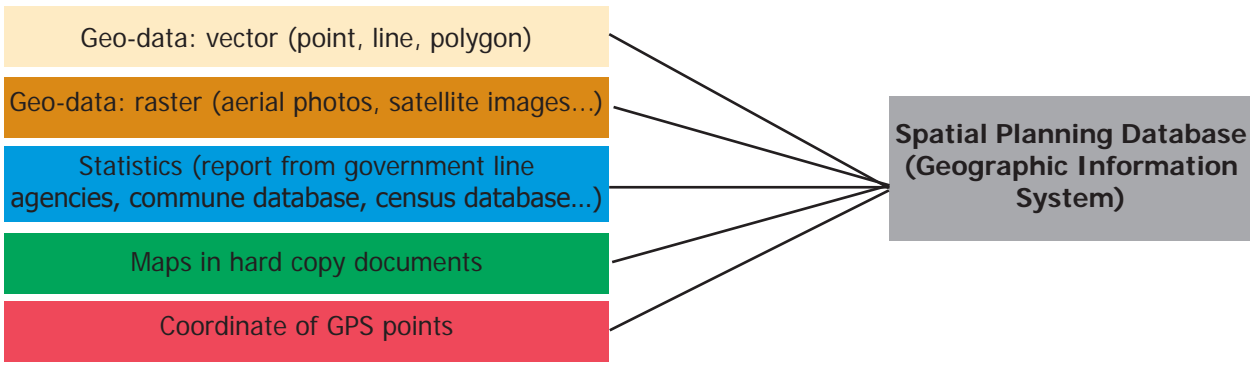 Geo-data: vector (point, line, polygon)
Geo-data: raster (aerial photos, satellite images...)
Statistics (report from government line
agencies, commune database, census database...)
Maps in hard copy documents
Coordinate of GPS points
Spatial Planning Database
(Geographic Information
System)